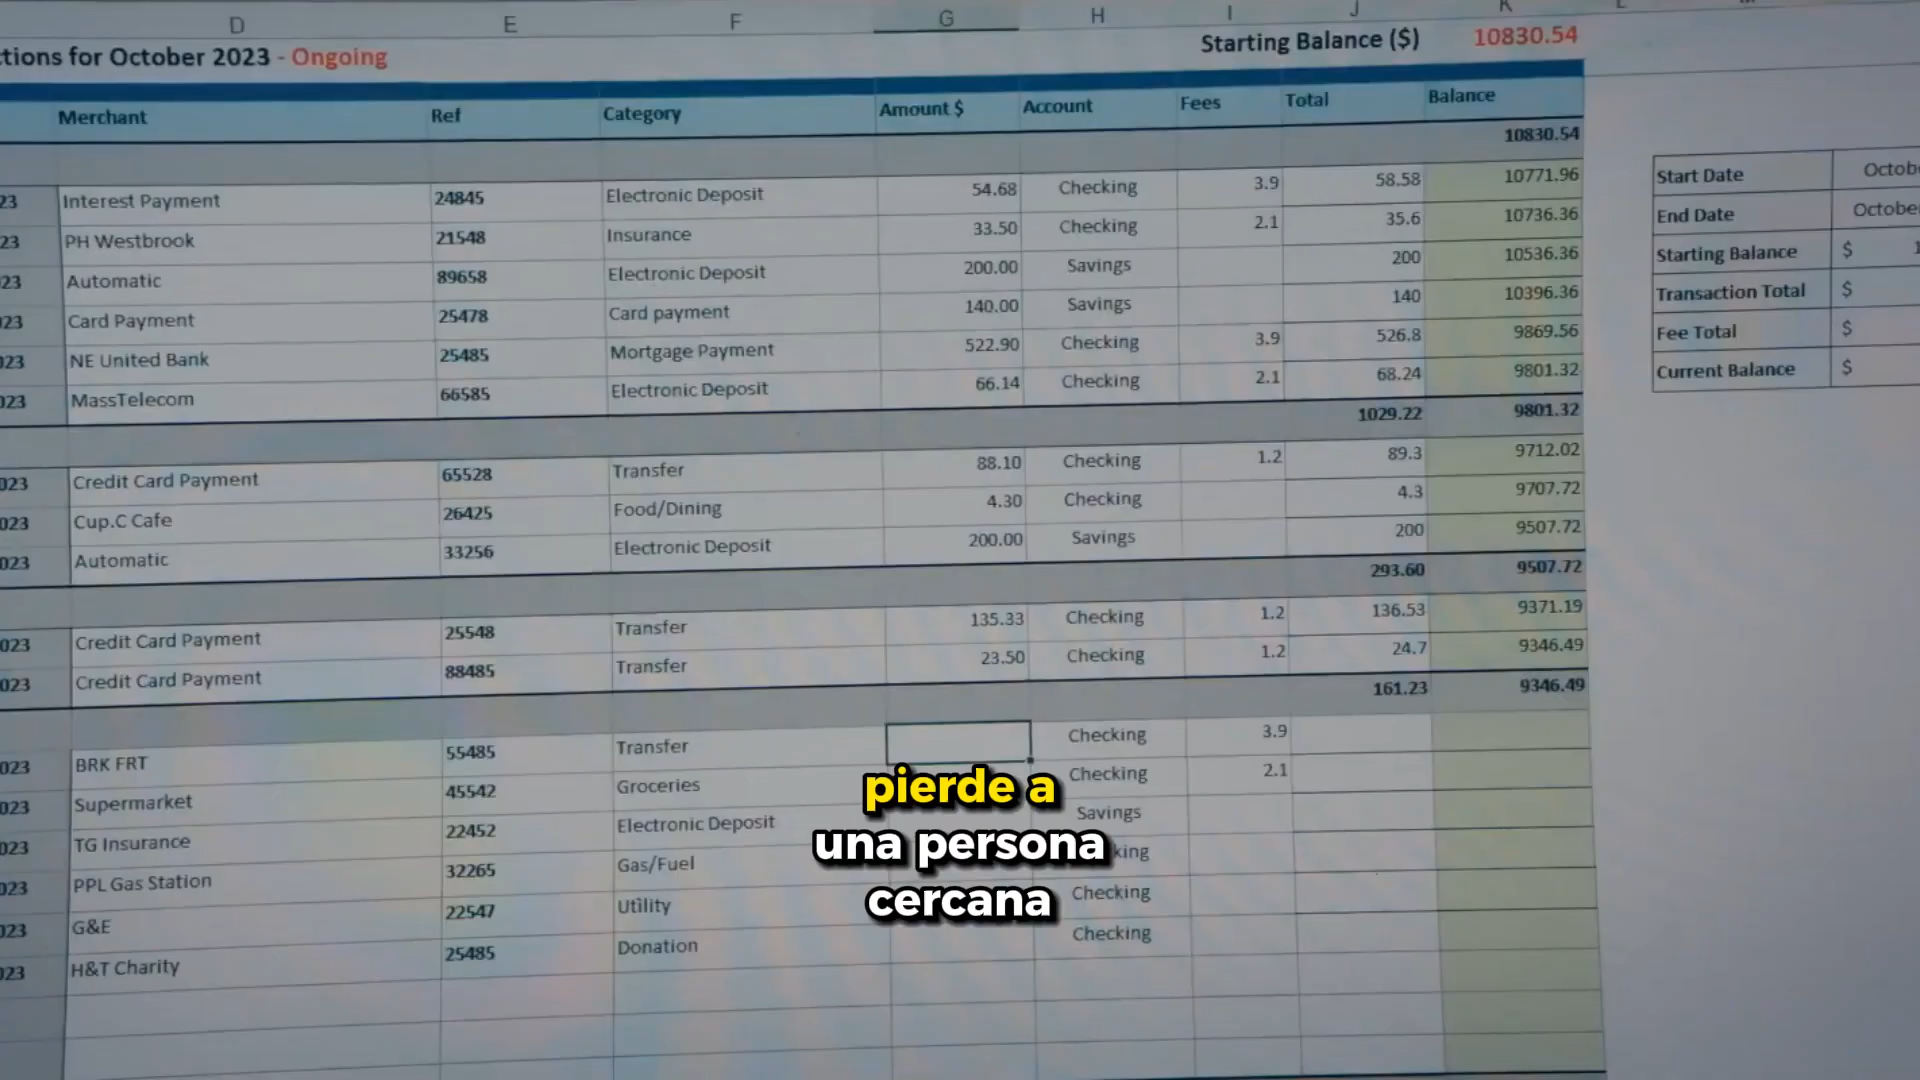 D E F G H I J K
tions for October 2023 - Ongoing Starting Balance ($) 10830.54
Merchant Ref Category Amount $ Account Fees Total Balance
10830.54
23 Interest Payment 24845 Electronic Deposit 54.68 Checking 3.9 58.58 10771.96
23 PH Westbrook 21548 Insurance 33.50 Checking 2.1 35.6 10736.36
23 Automatic 89658 Electronic Deposit 200.00 Savings 200 10536.36
023 Card Payment 25478 Card payment 140.00 Savings 140 10396.36
023 NE United Bank 25485 Mortgage Payment 522.90 Checking 3.9 526.8 9869.56
023 MassTelecom 66585 Electronic Deposit 66.14 Checking 2.1 68.24 9801.32
1029.22 9801.32
023 Credit Card Payment 65528 Transfer 88.10 Checking 1.2 89.3 9712.02
023 Cup.C Cafe 26425 Food/Dining 4.30 Checking 4.3 9707.72
023 Automatic 33256 Electronic Deposit 200.00 Savings 200 9507.72
293.60 9507.72
023 Credit Card Payment 25548 Transfer 135.33 Checking 1.2 136.53 9371.19
023 Credit Card Payment 88485 Transfer 23.50 Checking 1.2 24.7 9346.49
161.23 9346.49
023 BRK FRT 55485 Transfer Checking 3.9
023 Supermarket 45542 Groceries Checking 2.1
023 TG Insurance 22452 Electronic Deposit Savings
023 PPL Gas Station 32265 Gas/Fuel king
023 G&E 22547 Utility Checking
023 H&T Charity 25485 Donation Checking
Start Date Octob
End Date October
Starting Balance $ 1
Transaction Total $
Fee Total $
Current Balance $
pierde a
una persona
cercana